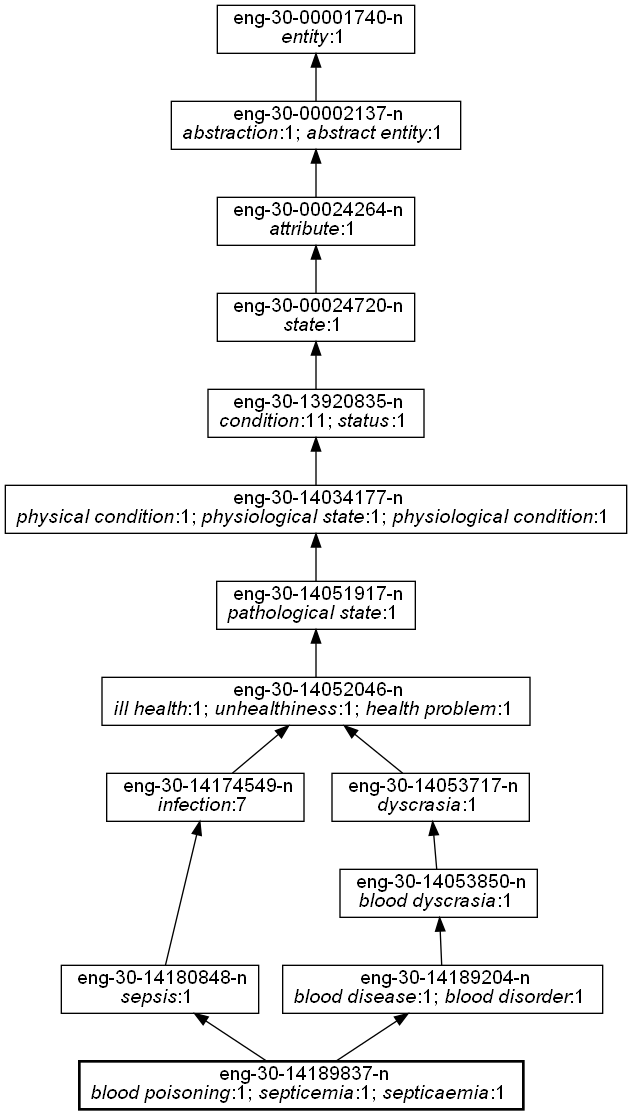 eng-30-00001740-n
entity:1
eng-30-00002137-n
abstraction:1; abstract entity:1
eng-30-00024264-n
attribute:1
eng-30-00024720-n
state:1
eng-30-13920835-n
condition:11; status:1
eng-30-14034177-n
physical condition:1; physiological state:1; physiological condition:1
eng-30-14051917-n
pathological state:1
eng-30-14052046-n
ill health:1; unhealthiness:1; health problem:1
eng-30-14174549-n
infection:7
eng-30-14053717-n
dyscrasia:1
eng-30-14053850-n
blood dyscrasia:1
eng-30-14180848-n
sepsis:1
eng-30-14189204-n
blood disease:1; blood disorder:1
eng-30-14189837-n
blood poisoning:1; septicemia:1; septicaemia:1